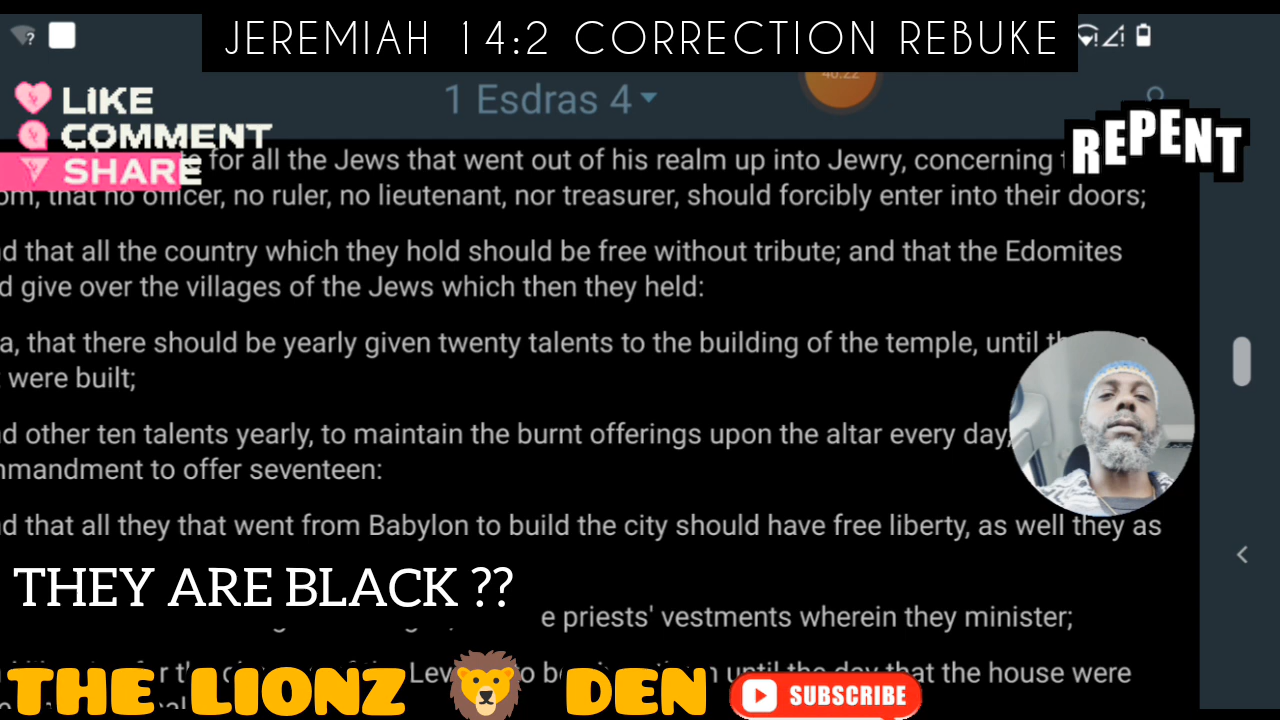 JEREMIAH 14:2 CORRECTION REBUKE
1 Esdras 4
46:22
LIKE
COMMENT
SHARE
REPENT
for all the Jews that went out of his realm up into Jewry, concerning
that no officer, no ruler, no lieutenant, nor treasurer, should forcibly enter into their doors;
that all the country which they hold should be free without tribute; and that the Edomites
give over the villages of the Jews which then they held:
that there should be yearly given twenty talents to the building of the temple, until
were built;
other ten talents yearly, to maintain the burnt offerings upon the altar every day,
to offer seventeen:
that all they that went from Babylon to build the city should have free liberty, as well they as
THEY ARE BLACK ??
priests' vestments wherein they minister;
that the house were
THE LIONZ DEN
SUBSCRIBE